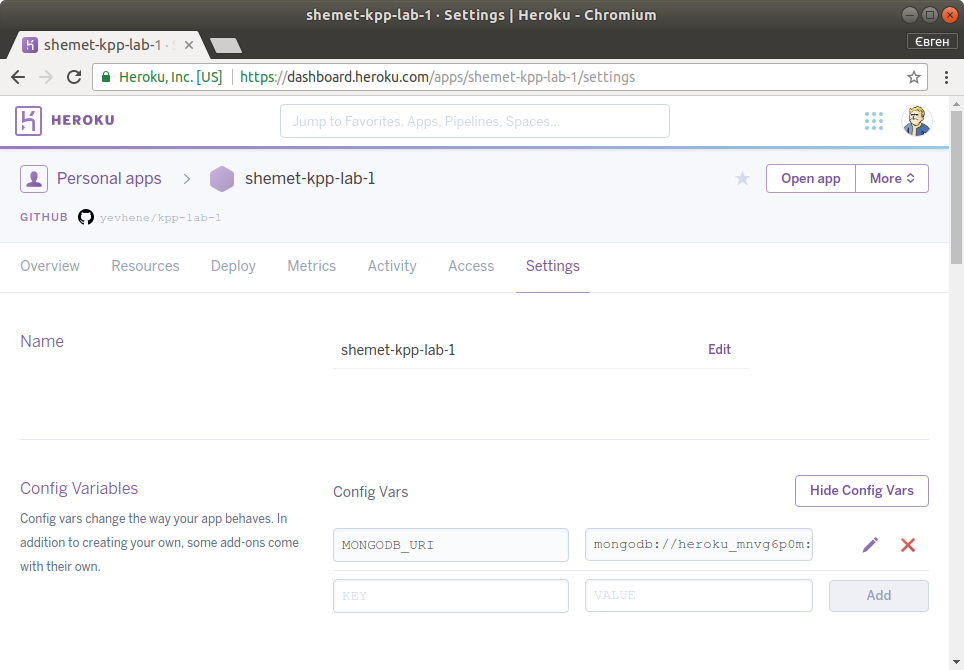 shemet-kpp-lab-1 · Settings | Heroku - Chromium
shemet-kpp-lab-1 · S
Євген
Heroku, Inc. [US] https://dashboard.heroku.com/apps/shemet-kpp-lab-1/settings
HEROKU
Jump to Favorites, Apps, Pipelines, Spaces...
Personal apps > shemet-kpp-lab-1
Open app More
GITHUB yevhene/kpp-lab-1
Overview Resources Deploy Metrics Activity Access Settings
Name
shemet-kpp-lab-1 Edit
Config Variables
Config vars change the way your app behaves. In
addition to creating your own, some add-ons come
with their own.
Config Vars
Hide Config Vars
MONGODB_URI mongodb://heroku_mnvg6p0m:
KEY VALUE Add